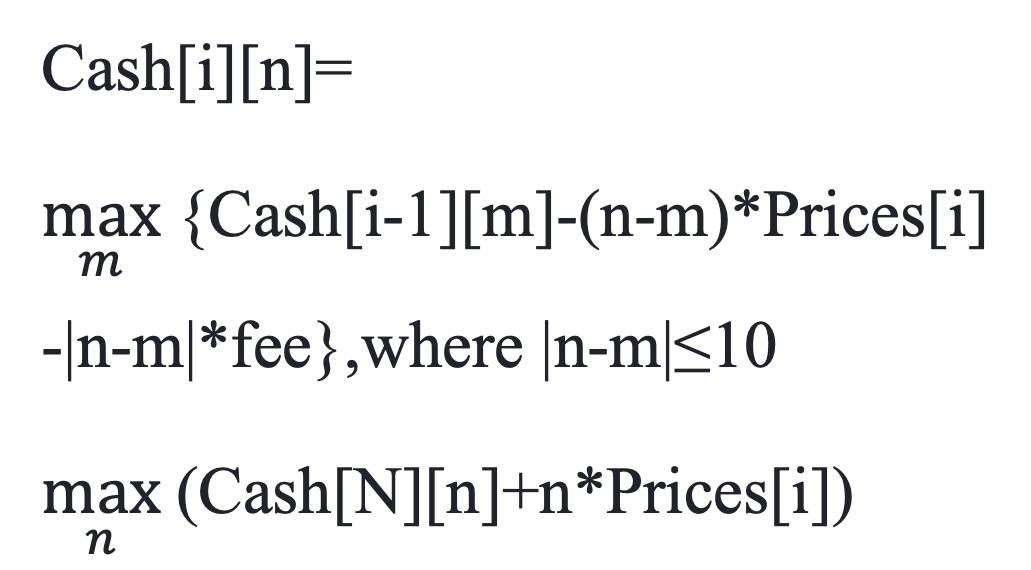 Cash[i][n]=
max {Cash[i-1][m]-(n-m)*Prices[i]
m
-|n-m|*fee},where |n-m|≤10
max (Cash[N][n]+n*Prices[i])
n